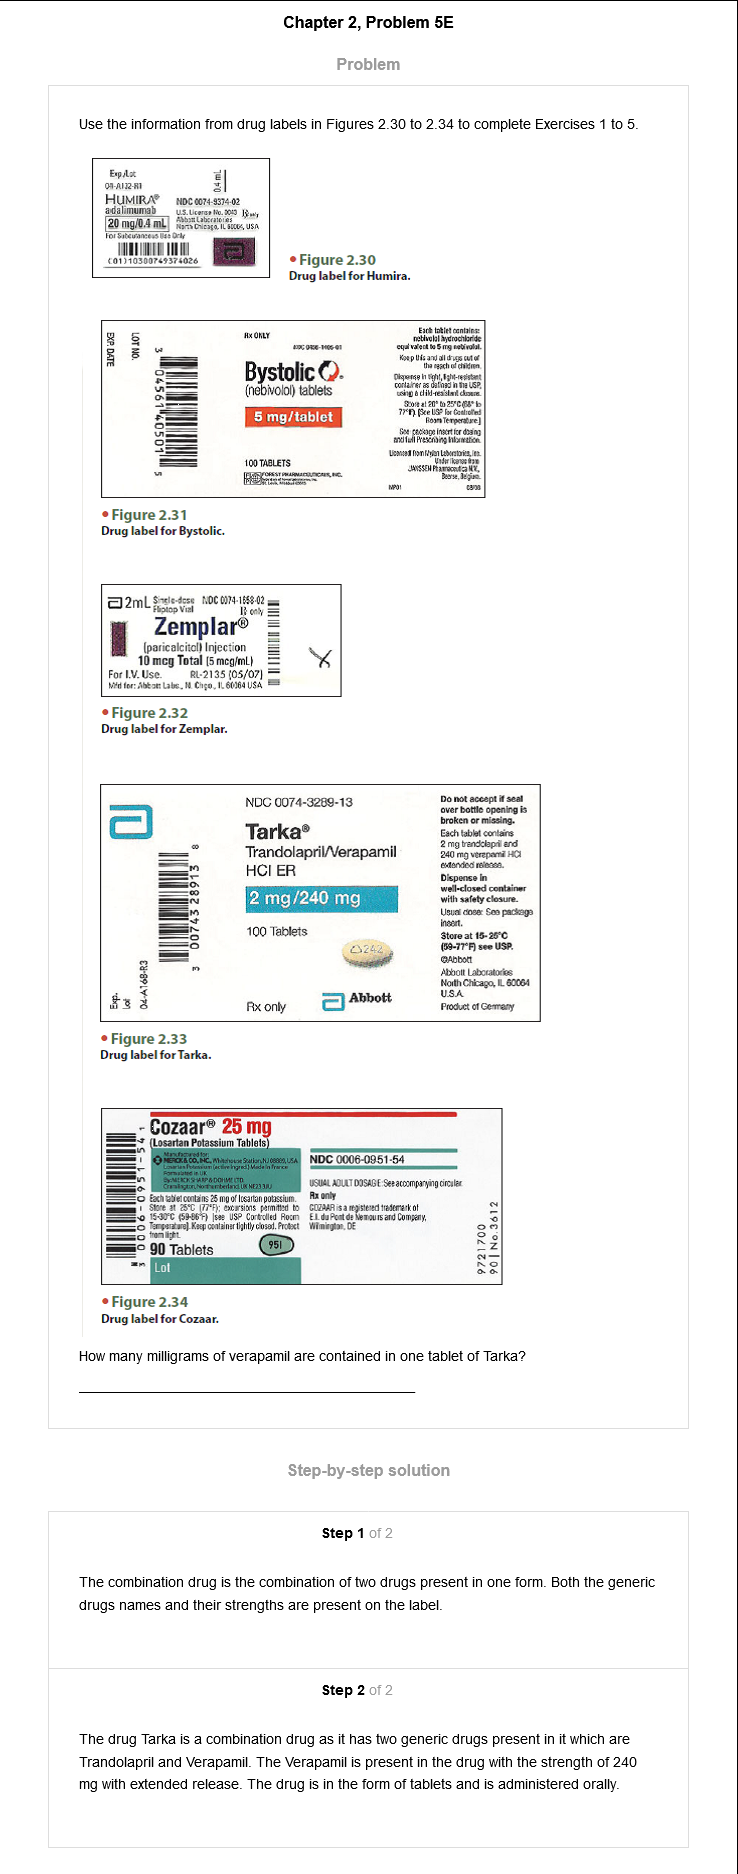 Chapter 2, Problem 5E
Problem
Use the information from drug labels in Figures 2.30 to 2.34 to complete Exercises 1 to 5.
Exp./Lot
04-A132-R1
HUMIRA®
adalimumab
20 mg/0.4 mL
For Subcutaneous Use Only
(01)10300749374026
0.4 mL
NDC 0074-9374-02
U.S. License No. 0043 Rx only
Abbott Laboratories
North Chicago, IL 60064, USA
• Figure 2.30
Drug label for Humira.
EXP. DATE
LOT NO.
3 0456140501 5
Rx ONLY
Bystolic
(nebivolol) tablets
5 mg/tablet
100 TABLETS
FOREST PHARMACEUTICALS, INC.
Each tablet contains:
nebivolol hydrochloride
equivalent to 5 mg nebivolol.
Keep this and all drugs out of
the reach of children.
Dispense in tight, light-resistant
container as defined in the USP,
using a child-resistant closure.
Store at 20° to 25°C (68° to
77°F). [See USP for Controlled
Room Temperature.]
See package insert for dosing
and full Prescribing Information.
Licensed from Mylan Laboratories, Inc.
Under license from
JANSSEN Pharmaceutica N.V.,
Beerse, Belgium.
• Figure 2.31
Drug label for Bystolic.
2mL Single-dose NDC 0074-1658-02
Fliptop Vial Rx only
Zemplar®
(paricalcitol) Injection
10 mcg Total (5 mcg/mL)
For I.V. Use. RL-2135 (05/07)
Mfd for: Abbott Labs., N. Chgo., IL 60064 USA
• Figure 2.32
Drug label for Zemplar.
Exp.
Lot
04-A168-R3
3 00743 28913 8
NDC 0074-3289-13
Tarka®
Trandolapril/Verapamil
HCl ER
2 mg/240 mg
100 Tablets
242
Rx only
Abbott
Do not accept if seal
over bottle opening is
broken or missing.
Each tablet contains
2 mg trandolapril and
240 mg verapamil HCl
extended release.
Dispense in
well-closed container
with safety closure.
Usual dose: See package
insert.
Store at 15-25°C
(59-77°F) see USP.
©Abbott
Abbott Laboratories
North Chicago, IL 60064
U.S.A.
Product of Germany
• Figure 2.33
Drug label for Tarka.
0006-0951-54
Cozaar® 25 mg
(Losartan Potassium Tablets)
Manufactured for:
MERCK & CO., INC., Whitehouse Station, NJ 08889, USA
Losartan Potassium (active ingred.) Made in France
Formulated in UK
By: MERCK SHARP & DOHME LTD.
Cramlington, Northumberland, UK NE23 3JU
Each tablet contains 25 mg of losartan potassium.
Store at 25°C (77°F); excursions permitted to
15-30°C (59-86°F) [see USP Controlled Room
Temperature]. Keep container tightly closed. Protect
from light.
90 Tablets
951
Lot
NDC 0006-0951-54
USUAL ADULT DOSAGE: See accompanying circular.
Rx only
COZAAR is a registered trademark of
E.I. du Pont de Nemours and Company,
Wilmington, DE
9721700
90 | No. 3612
• Figure 2.34
Drug label for Cozaar.
How many milligrams of verapamil are contained in one tablet of Tarka?
Step-by-step solution
Step 1 of 2
The combination drug is the combination of two drugs present in one form. Both the generic
drugs names and their strengths are present on the label.
Step 2 of 2
The drug Tarka is a combination drug as it has two generic drugs present in it which are
Trandolapril and Verapamil. The Verapamil is present in the drug with the strength of 240
mg with extended release. The drug is in the form of tablets and is administered orally.